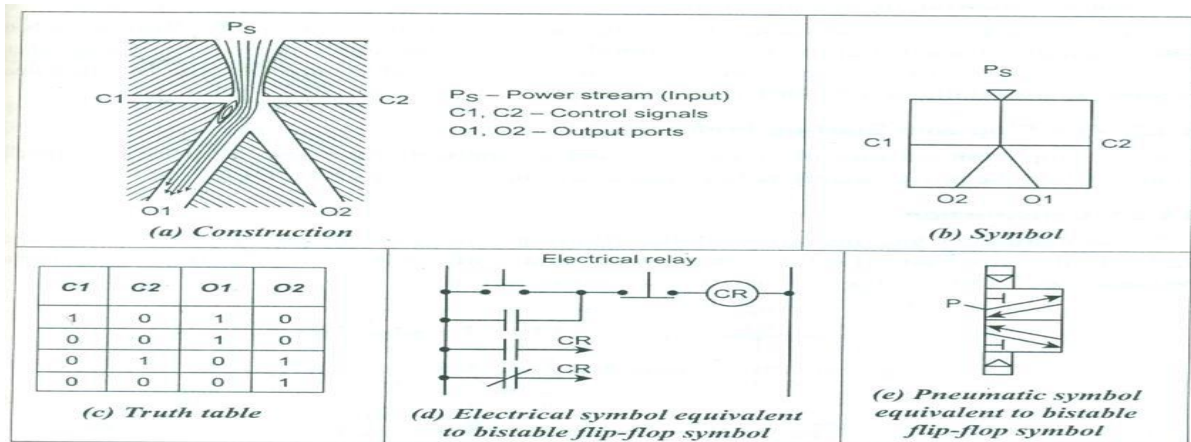 PS
C1
C2
O1
O2
PS – Power stream (Input)
C1, C2 – Control signals
O1, O2 – Output ports
(a) Construction
PS
C1
C2
O2
O1
(b) Symbol
C1 C2 O1 O2
1 0 1 0
0 0 1 0
0 1 0 1
0 0 0 1
(c) Truth table
Electrical relay
CR
CR
CR
(d) Electrical symbol equivalent
to bistable flip-flop symbol
P
(e) Pneumatic symbol
equivalent to bistable
flip-flop symbol